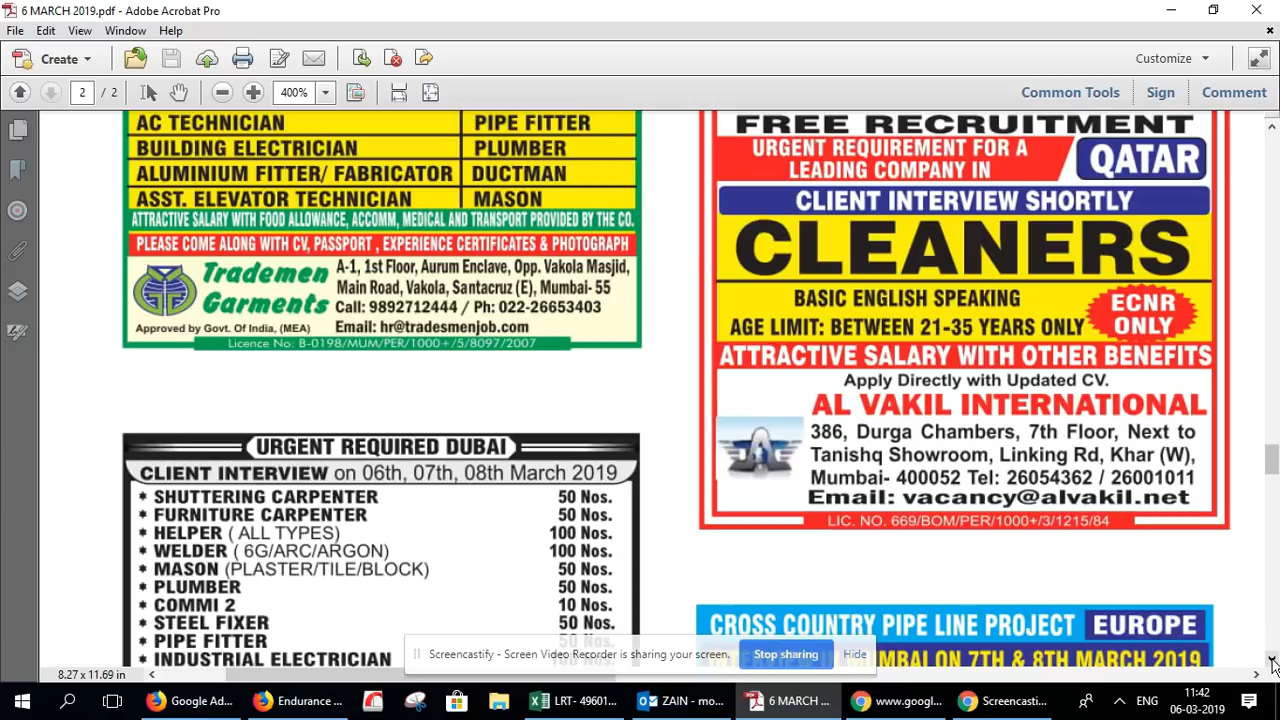 6 MARCH 2019.pdf - Adobe Acrobat Pro
File Edit View Window Help
Create
Customize
2 / 2
400%
Common Tools Sign Comment
AC TECHNICIAN PIPE FITTER
BUILDING ELECTRICIAN PLUMBER
ALUMINIUM FITTER/ FABRICATOR DUCTMAN
ASST. ELEVATOR TECHNICIAN MASON
ATTRACTIVE SALARY WITH FOOD ALLOWANCE, ACCOMM, MEDICAL AND TRANSPORT PROVIDED BY THE CO.
PLEASE COME ALONG WITH CV, PASSPORT , EXPERIENCE CERTIFICATES & PHOTOGRAPH
Trademen
Garments
Approved by Govt. Of India, (MEA)
A-1, 1st Floor, Aurum Enclave, Opp. Vakola Masjid,
Main Road, Vakola, Santacruz (E), Mumbai- 55
Call: 9892712444 / Ph: 022-26653403
Email: hr@tradesmenjob.com
Licence No: B-0198/MUM/PER/1000+/5/8097/2007
URGENT REQUIRED DUBAI
CLIENT INTERVIEW on 06th, 07th, 08th March 2019
* SHUTTERING CARPENTER 50 Nos.
* FURNITURE CARPENTER 50 Nos.
* HELPER ( ALL TYPES) 100 Nos.
* WELDER ( 6G/ARC/ARGON) 100 Nos.
* MASON (PLASTER/TILE/BLOCK) 50 Nos.
* PLUMBER 50 Nos.
* COMMI 2 10 Nos.
* STEEL FIXER 50 Nos.
* PIPE FITTER 50 Nos.
* INDUSTRIAL ELECTRICIAN
FREE RECRUITMENT
URGENT REQUIREMENT FOR A
LEADING COMPANY IN
QATAR
CLIENT INTERVIEW SHORTLY
CLEANERS
BASIC ENGLISH SPEAKING
AGE LIMIT: BETWEEN 21-35 YEARS ONLY
ECNR
ONLY
ATTRACTIVE SALARY WITH OTHER BENEFITS
Apply Directly with Updated CV.
AL VAKIL INTERNATIONAL
386, Durga Chambers, 7th Floor, Next to
Tanishq Showroom, Linking Rd, Khar (W),
Mumbai- 400052 Tel: 26054362 / 26001011
Email: vacancy@alvakil.net
LIC. NO. 669/BOM/PER/1000+/3/1215/84
CROSS COUNTRY PIPE LINE PROJECT EUROPE
MUMBAI ON 7TH & 8TH MARCH 2019
Screencastify - Screen Video Recorder is sharing your screen. Stop sharing Hide
8.27 x 11.69 in
Google Ad...
Endurance ...
LRT- 49601...
ZAIN - mo...
6 MARCH ...
www.googl...
Screencasti...
ENG
11:42
06-03-2019